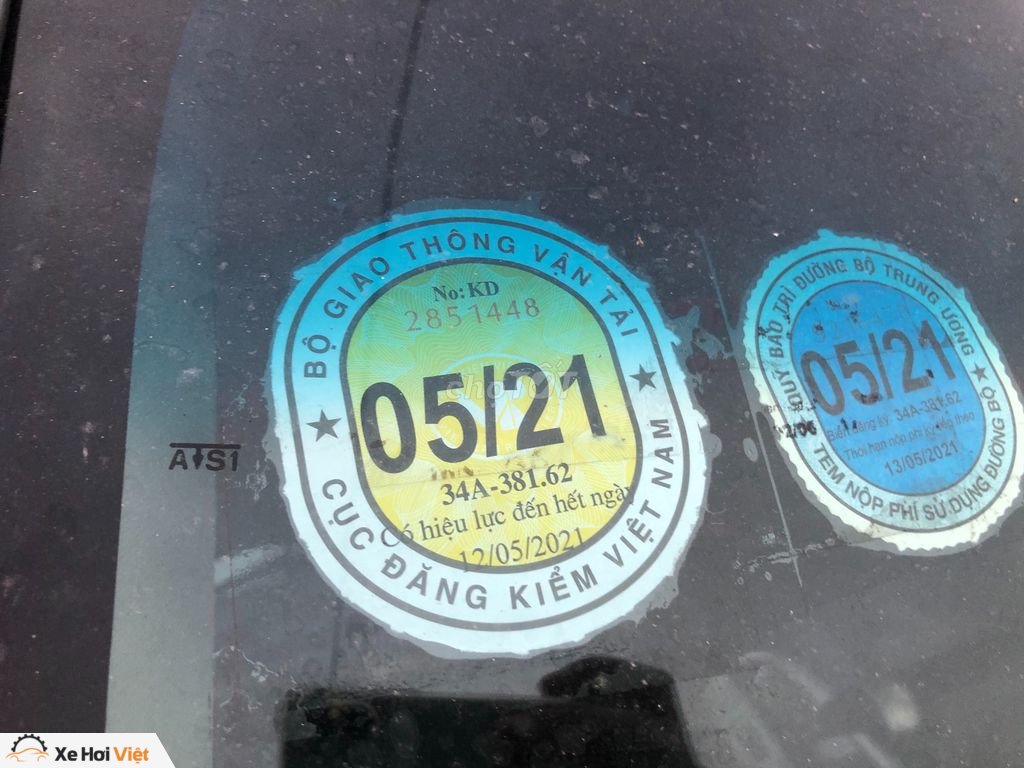 BỘ GIAO THÔNG VẬN TẢI
No: KD
2851448
05/21
34A-381.62
Có hiệu lực đến hết ngày
12/05/2021
★ CỤC ĐĂNG KIỂM VIỆT NAM ★
QUỸ BẢO TRÌ ĐƯỜNG BỘ TRUNG ƯƠNG
05/21
Biển đăng ký: 34A-381.62
Thời hạn nộp phí tiếp theo
13/05/2021
★ TEM NỘP PHÍ SỬ DỤNG ĐƯỜNG BỘ ★
AS1
chợTỐT
Xe Hơi Việt